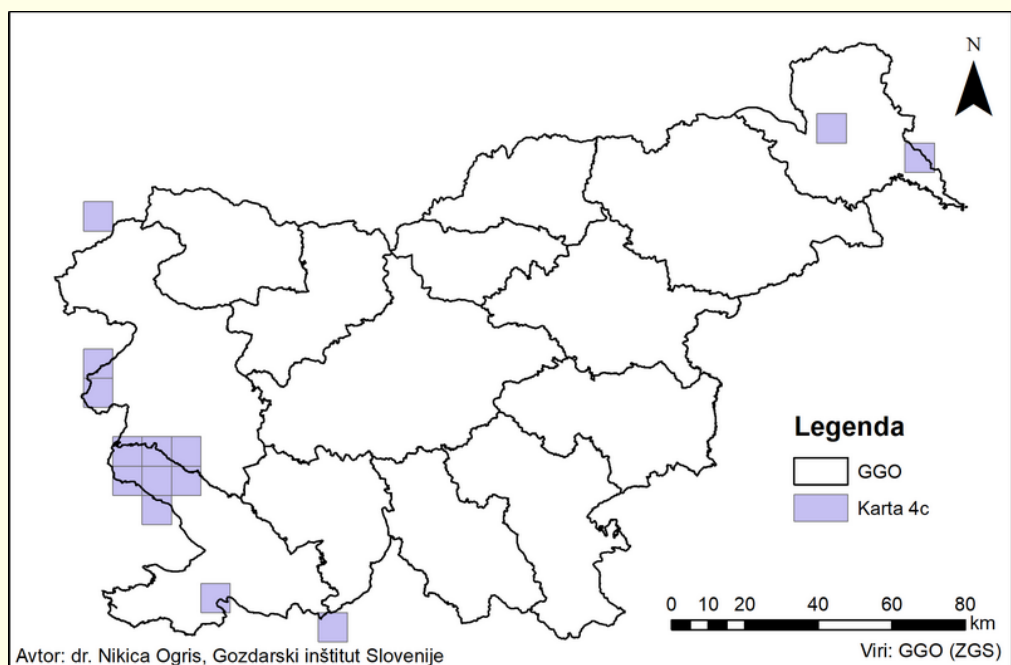 N
Legenda
GGO
Karta 4c
0 10 20 40 60 80
km
Avtor: dr. Nikica Ogris, Gozdarski inštitut Slovenije
Viri: GGO (ZGS)